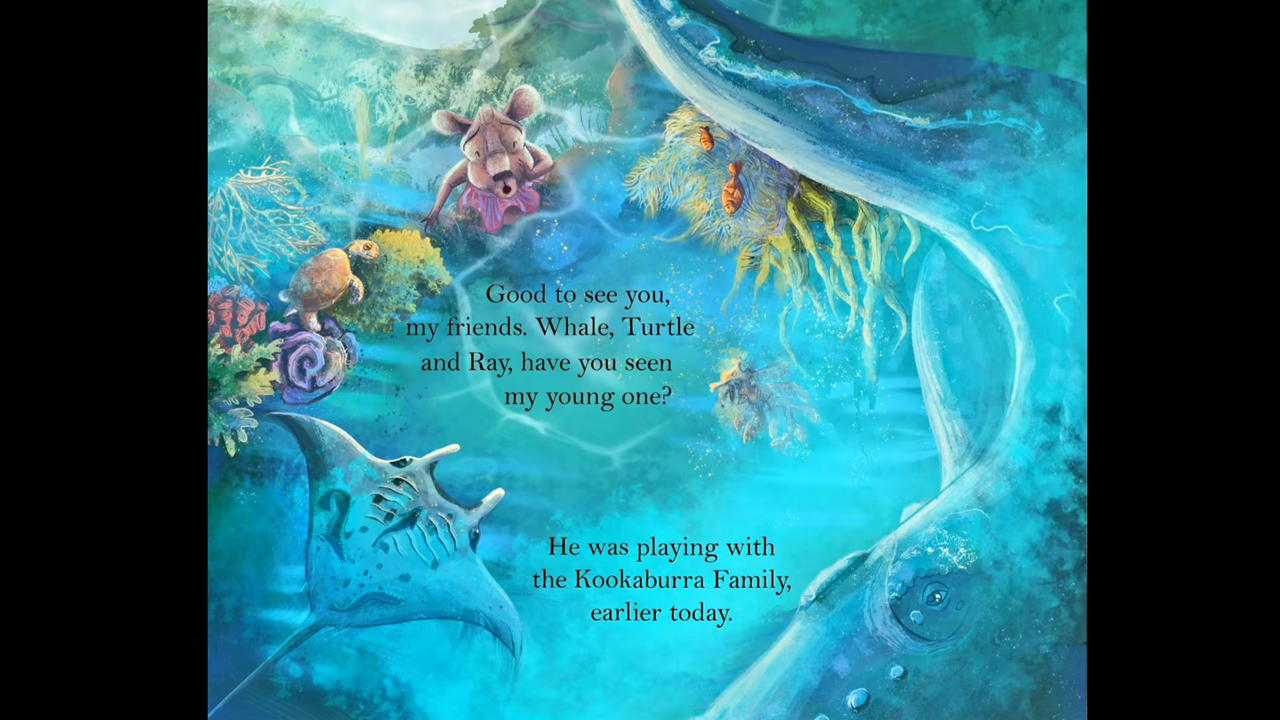 Good to see you,
my friends. Whale, Turtle
and Ray, have you seen
my young one?
He was playing with
the Kookaburra Family,
earlier today.